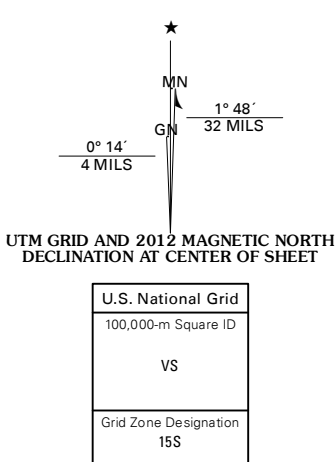 ★
MN
1° 48´
32 MILS
GN
0° 14´
4 MILS
UTM GRID AND 2012 MAGNETIC NORTH
DECLINATION AT CENTER OF SHEET
U.S. National Grid
100,000-m Square ID
VS
Grid Zone Designation
15S